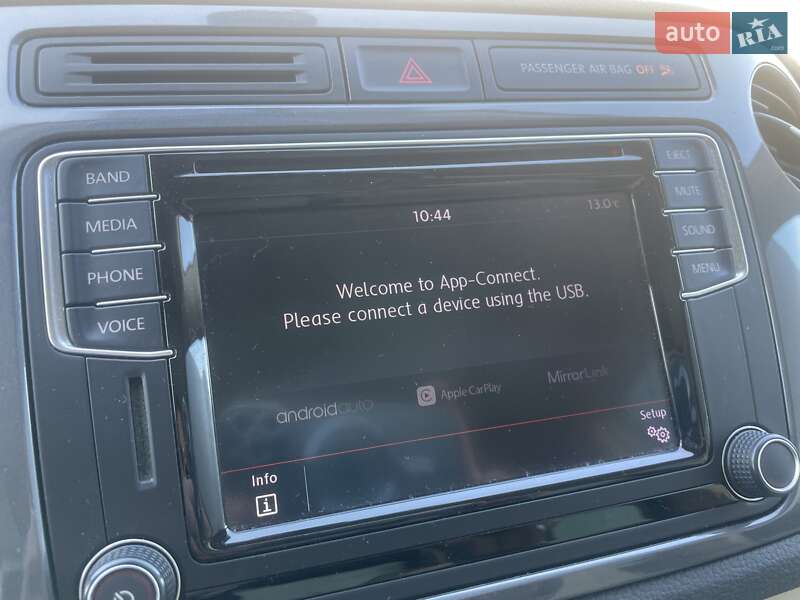 auto RIA .com
PASSENGER AIR BAG OFF
BAND
MEDIA
PHONE
VOICE
EJECT
MUTE
SOUND
MENU
10:44
13.0°C
Welcome to App-Connect.
Please connect a device using the USB.
androidauto
Apple CarPlay
MirrorLink
Setup
Info
i